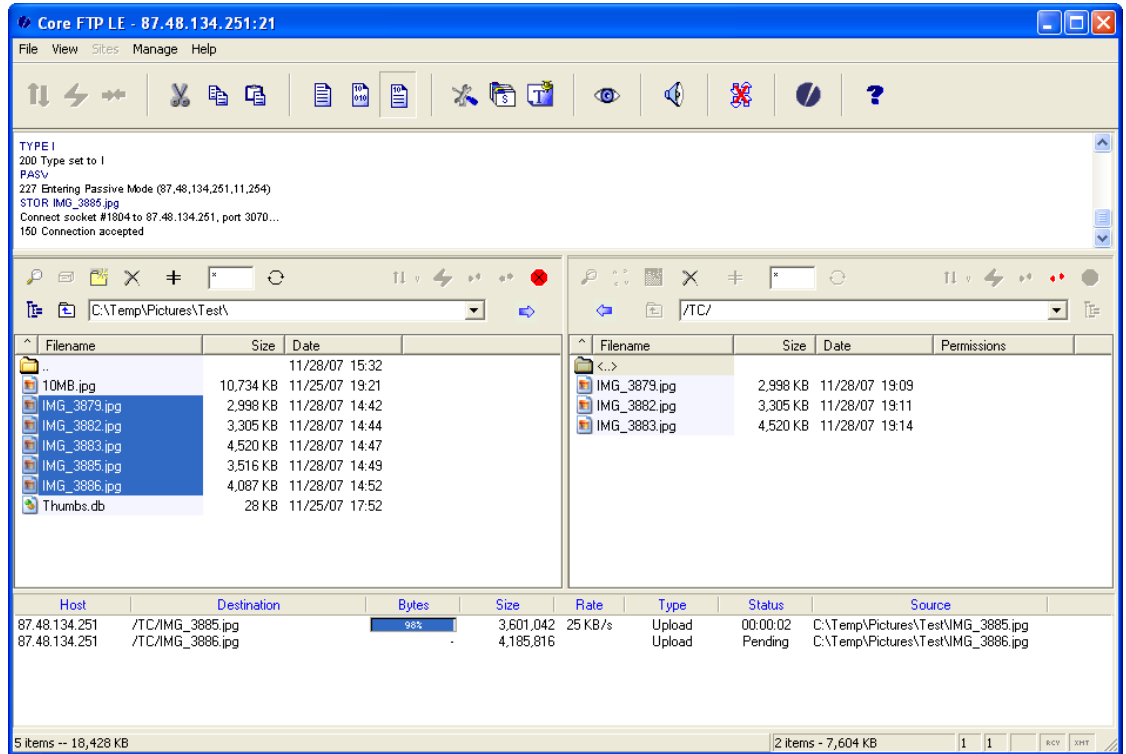 Core FTP LE - 87.48.134.251:21
File View Sites Manage Help
TYPE I
200 Type set to I
PASV
227 Entering Passive Mode (87,48,134,251,11,254)
STOR IMG_3885.jpg
Connect socket #1804 to 87.48.134.251, port 3070...
150 Connection accepted
C:\Temp\Pictures\Test\
/TC/
^ Filename Size Date
..  11/28/07 15:32
10MB.jpg 10,734 KB 11/25/07 19:21
IMG_3879.jpg 2,998 KB 11/28/07 14:42
IMG_3882.jpg 3,305 KB 11/28/07 14:44
IMG_3883.jpg 4,520 KB 11/28/07 14:47
IMG_3885.jpg 3,516 KB 11/28/07 14:49
IMG_3886.jpg 4,087 KB 11/28/07 14:52
Thumbs.db 28 KB 11/25/07 17:52
^ Filename Size Date Permissions
<..>
IMG_3879.jpg 2,998 KB 11/28/07 19:09
IMG_3882.jpg 3,305 KB 11/28/07 19:11
IMG_3883.jpg 4,520 KB 11/28/07 19:14
Host Destination Bytes Size Rate Type Status Source
87.48.134.251 /TC/IMG_3885.jpg 98% 3,601,042 25 KB/s Upload 00:00:02 C:\Temp\Pictures\Test\IMG_3885.jpg
87.48.134.251 /TC/IMG_3886.jpg - 4,185,816 Upload Pending C:\Temp\Pictures\Test\IMG_3886.jpg
5 items -- 18,428 KB 2 items - 7,604 KB 1 1 RCV XMT